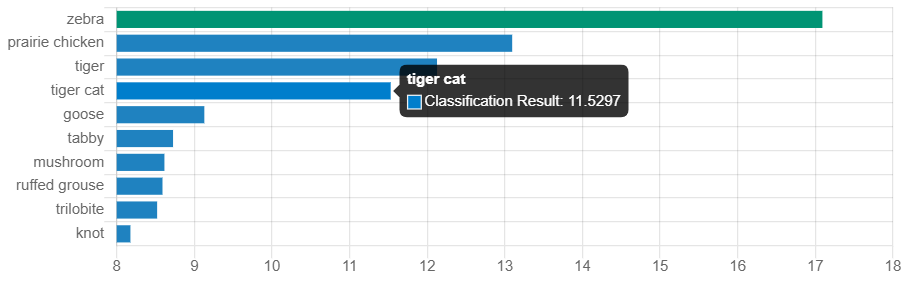 zebra
prairie chicken
tiger
tiger cat
tiger cat
Classification Result: 11.5297
goose
tabby
mushroom
ruffed grouse
trilobite
knot
8 9 10 11 12 13 14 15 16 17 18